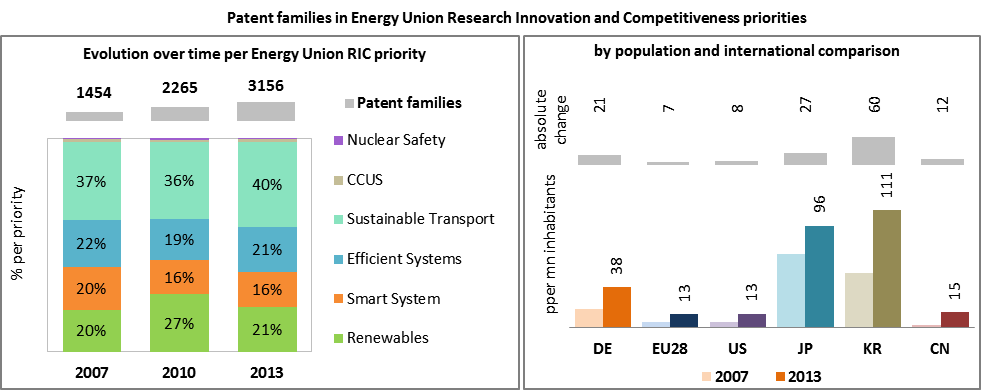 Patent families in Energy Union Research Innovation and Competitiveness priorities
Evolution over time per Energy Union RIC priority
1454 2265 3156
Patent families
Nuclear Safety
CCUS
Sustainable Transport
Efficient Systems
Smart System
Renewables
% per priority
37% 36% 40%
22% 19% 21%
20% 16% 16%
20% 27% 21%
2007 2010 2013
by population and international comparison
absolute
change
21 7 8 27 60 12
pper mn inhabitants
38 13 13 96 111 15
DE EU28 US JP KR CN
2007 2013